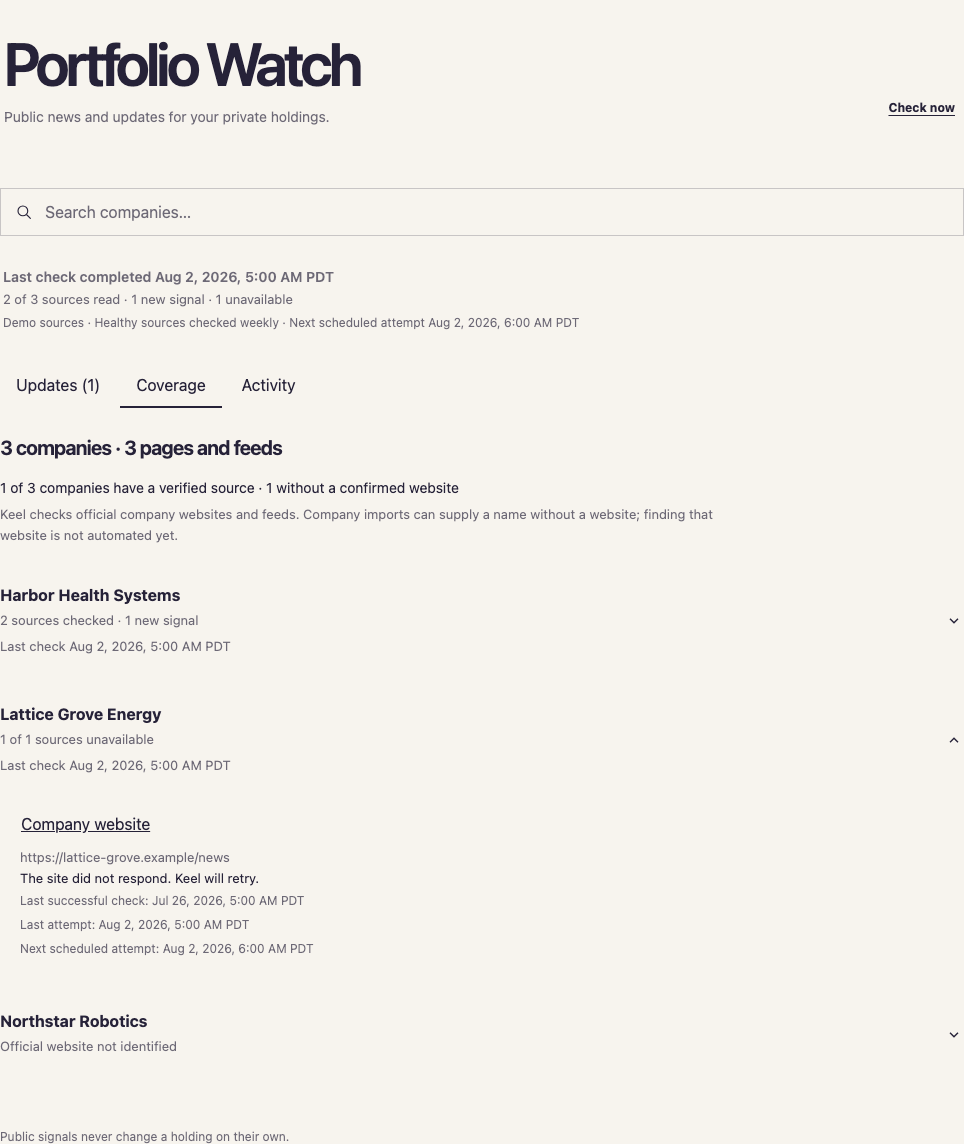 Portfolio Watch
Public news and updates for your private holdings.
Check now
Search companies...
Last check completed Aug 2, 2026, 5:00 AM PDT
2 of 3 sources read · 1 new signal · 1 unavailable
Demo sources · Healthy sources checked weekly · Next scheduled attempt Aug 2, 2026, 6:00 AM PDT
Updates (1)
Coverage
Activity
3 companies · 3 pages and feeds
1 of 3 companies have a verified source · 1 without a confirmed website
Keel checks official company websites and feeds. Company imports can supply a name without a website; finding that
website is not automated yet.
Harbor Health Systems
2 sources checked · 1 new signal
Last check Aug 2, 2026, 5:00 AM PDT
Lattice Grove Energy
1 of 1 sources unavailable
Last check Aug 2, 2026, 5:00 AM PDT
Company website
https://lattice-grove.example/news
The site did not respond. Keel will retry.
Last successful check: Jul 26, 2026, 5:00 AM PDT
Last attempt: Aug 2, 2026, 5:00 AM PDT
Next scheduled attempt: Aug 2, 2026, 6:00 AM PDT
Northstar Robotics
Official website not identified
Public signals never change a holding on their own.